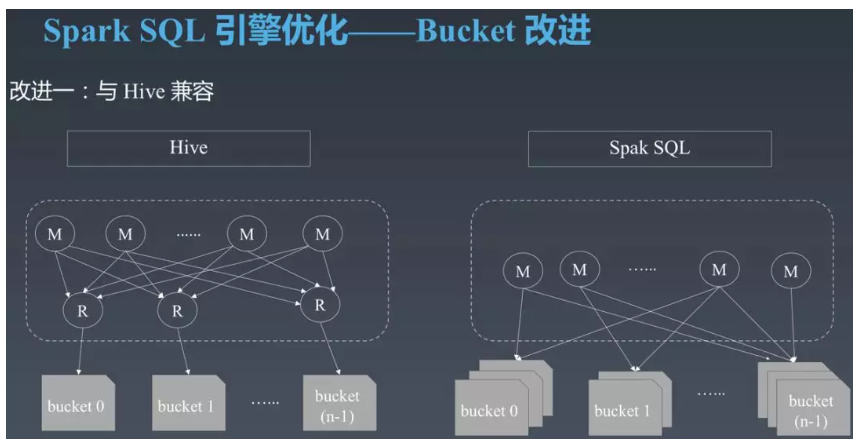 Spark SQL 引擎优化——Bucket 改进
改进一：与 Hive 兼容
Hive
Spak SQL
M
M
......
M
M
R
R
R
bucket 0
bucket 1
......
bucket
(n-1)
M
M
......
M
M
bucket 0
bucket 1
......
bucket
(n-1)